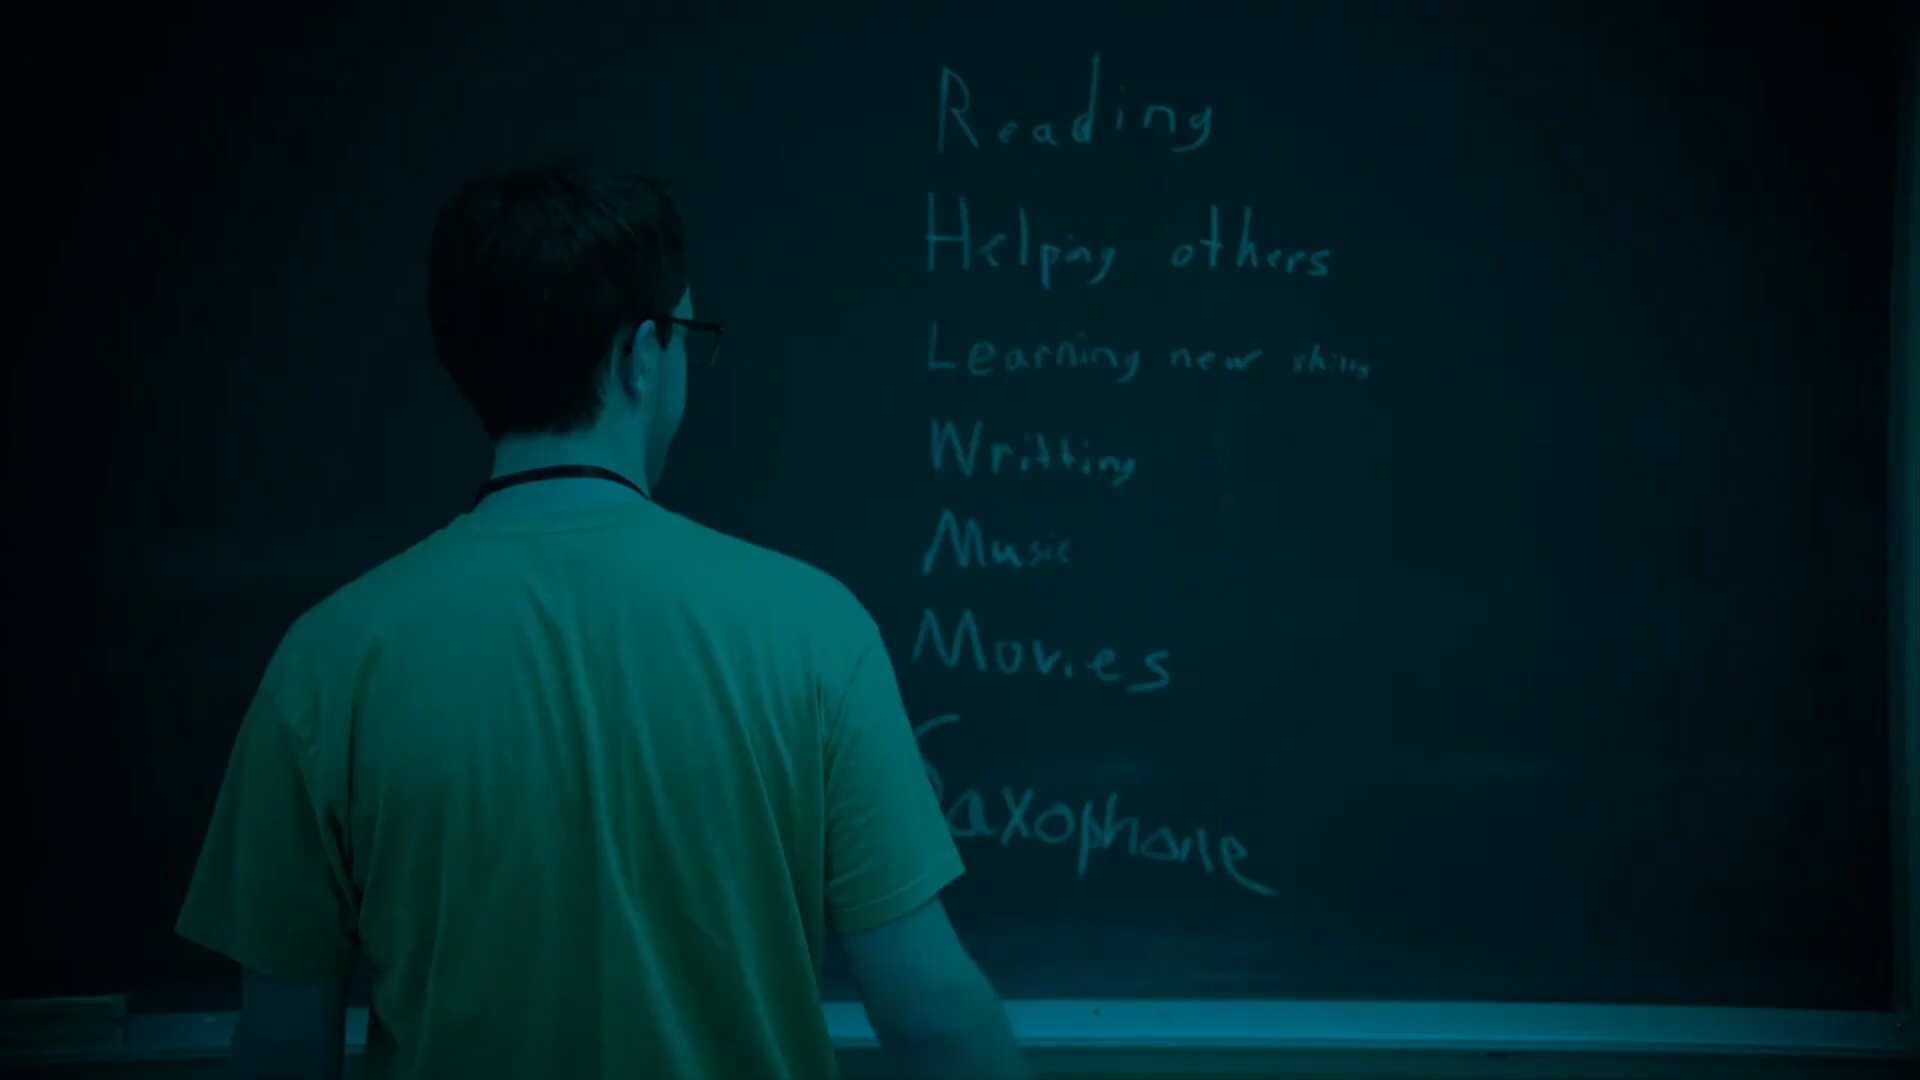 Reading
Helping others
Learning new skills
Writting
Music
Movies
Saxophone